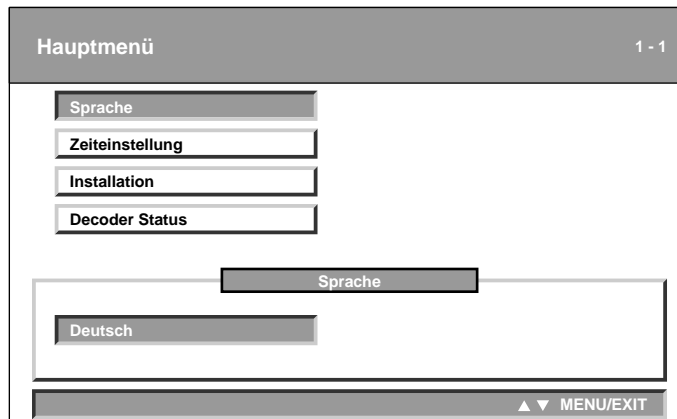 Hauptmenü 1 - 1
Sprache
Zeiteinstellung
Installation
Decoder Status
Sprache
Deutsch
▲ ▼ MENU/EXIT